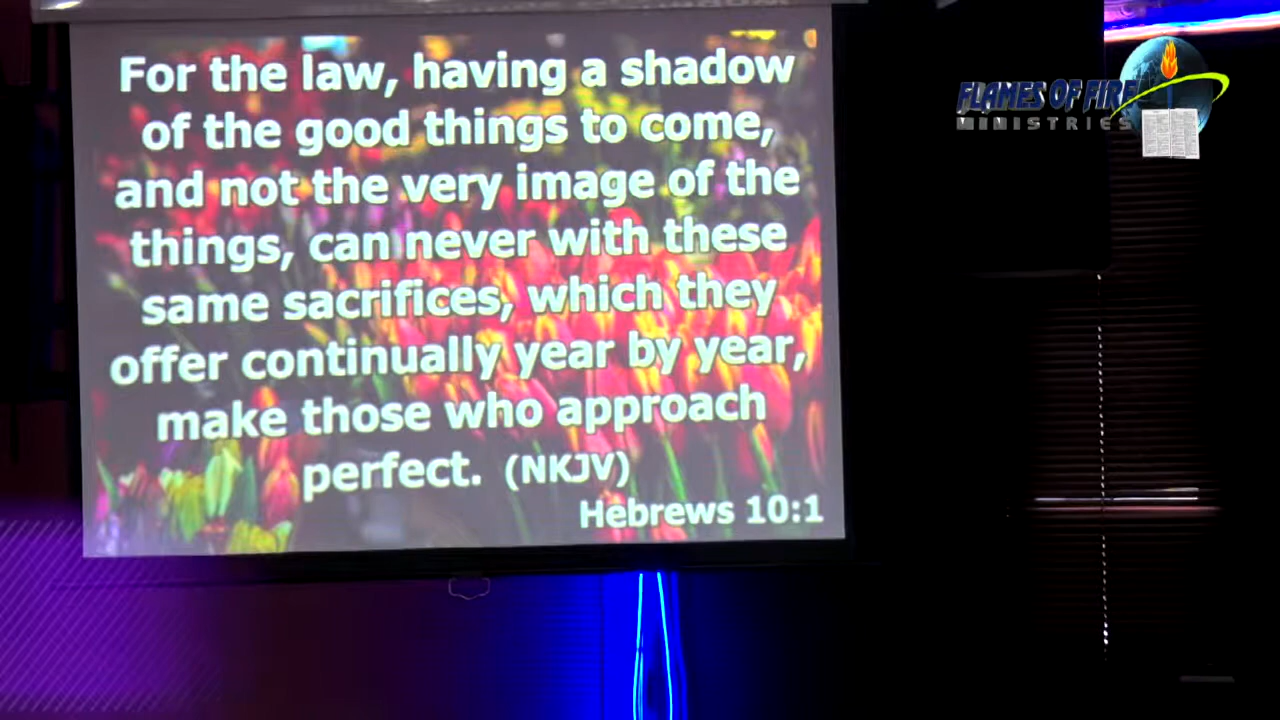 For the law, having a shadow
of the good things to come,
and not the very image of the
things, can never with these
same sacrifices, which they
offer continually year by year,
make those who approach
perfect. (NKJV)
Hebrews 10:1
FLAMES OF FIRE
MINISTRIES